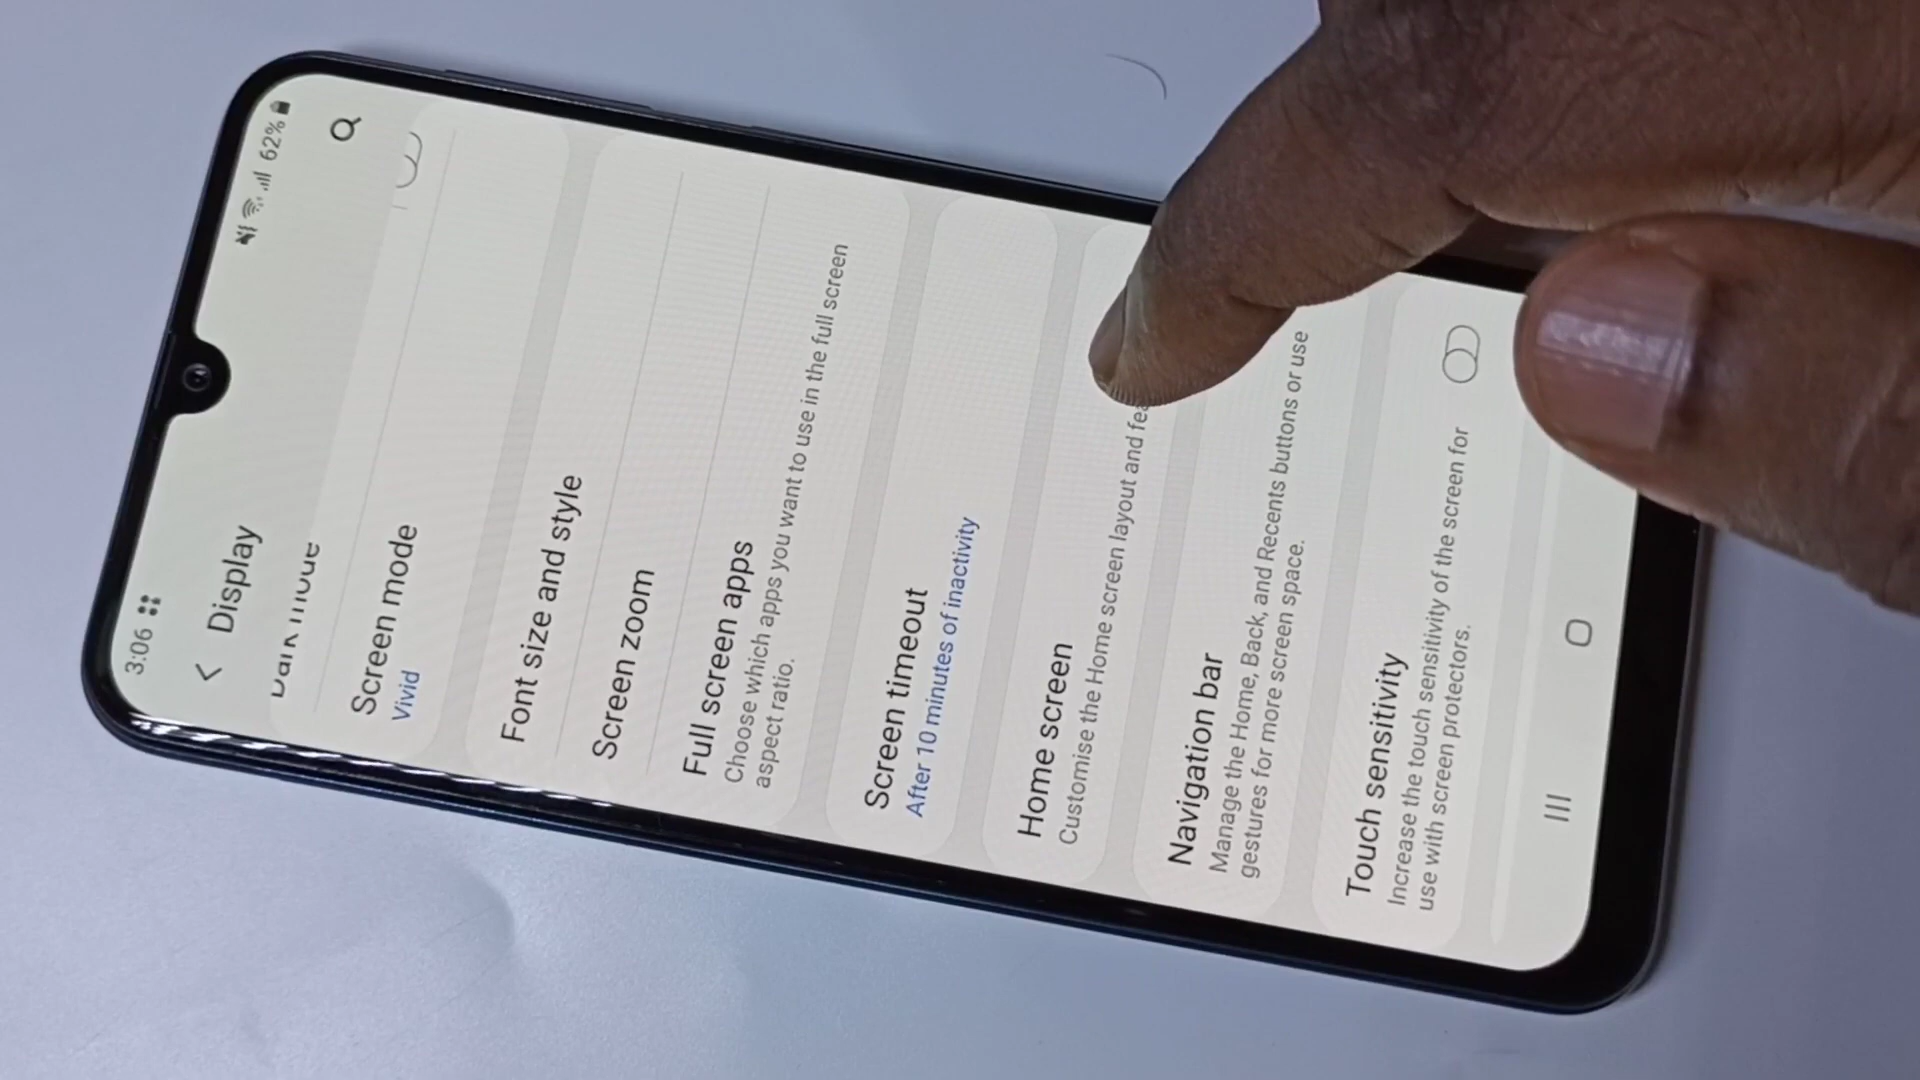 3:06
62%
Display
Dark mode
Screen mode
Vivid
Font size and style
Screen zoom
Full screen apps
Choose which apps you want to use in the full screen
aspect ratio.
Screen timeout
After 10 minutes of inactivity
Home screen
Customise the Home screen layout and
Navigation bar
Manage the Home, Back, and Recents buttons or use
gestures for more screen space.
Touch sensitivity
Increase the touch sensitivity of the screen for
use with screen protectors.